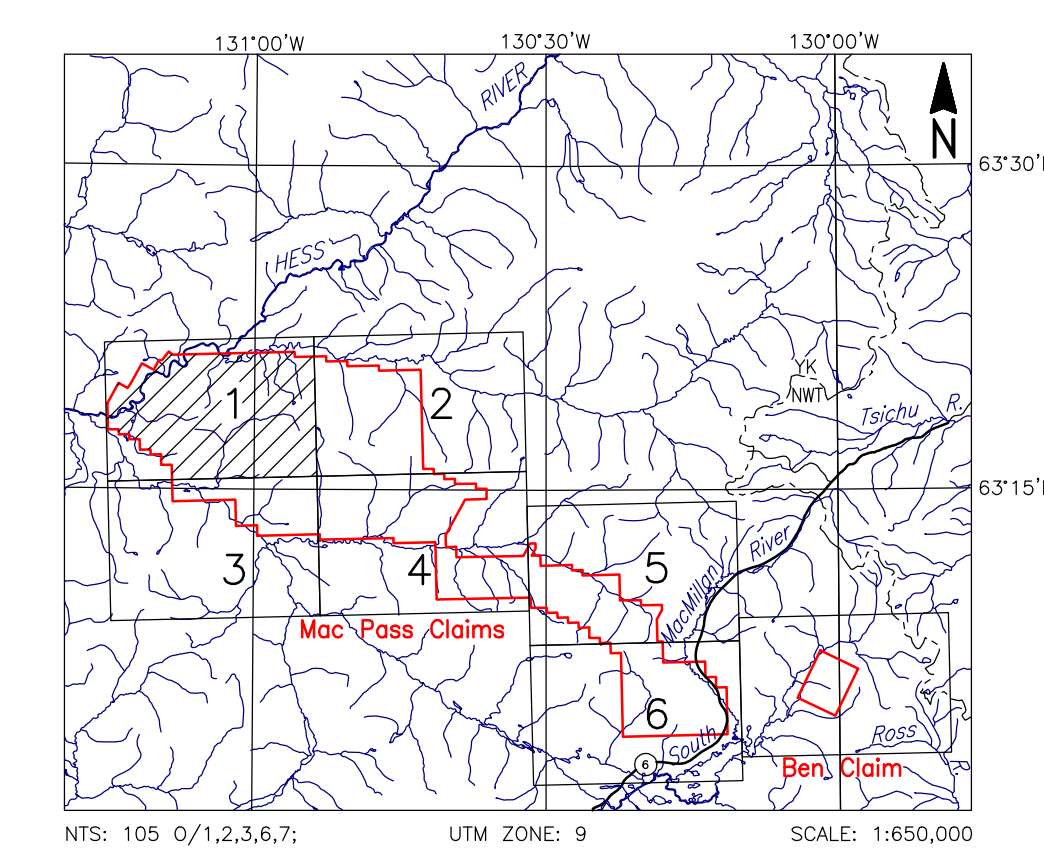 131°00'W 130°30'W 130°00'W
RIVER
N
63°30'
HESS
YK
NWT
1 2
Tsichu R.
63°15'
River
3 4 5
MacMillan
Mac Pass Claims
6
South
Ross
R.
6
Ben Claim
NTS: 105 O/1,2,3,6,7; UTM ZONE: 9 SCALE: 1:650,000